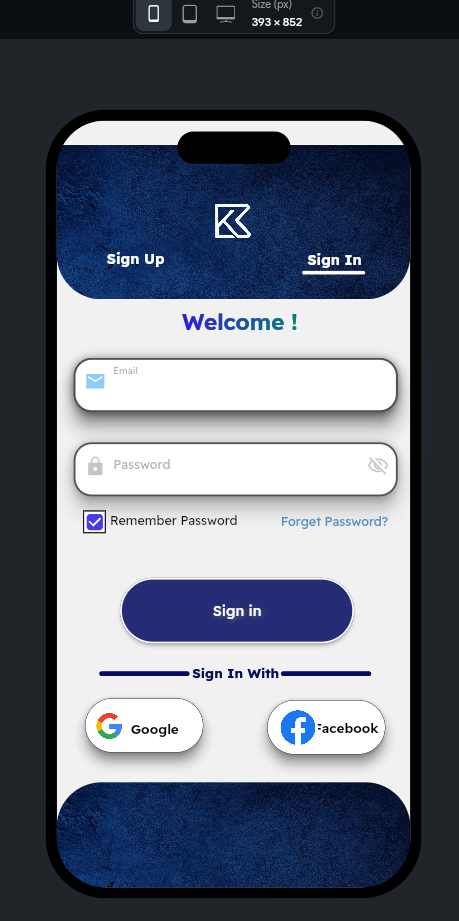 Size (px)
393 × 852
Sign Up
Sign In
Welcome !
Email
Password
Remember Password
Forget Password?
Sign in
Sign In With
Google
Facebook